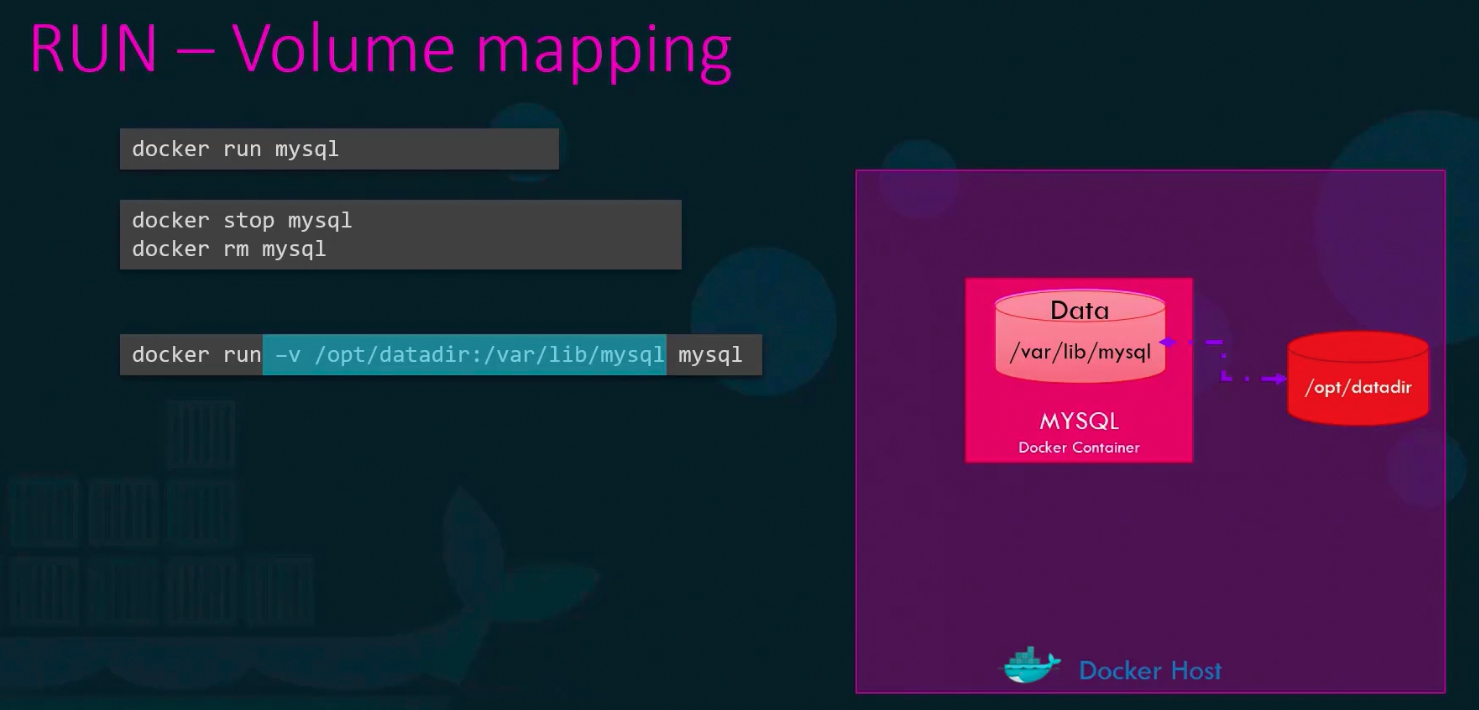 RUN – Volume mapping
docker run mysql
docker stop mysql
docker rm mysql
docker run –v /opt/datadir:/var/lib/mysql mysql
Data
/var/lib/mysql
MYSQL
Docker Container
/opt/datadir
Docker Host